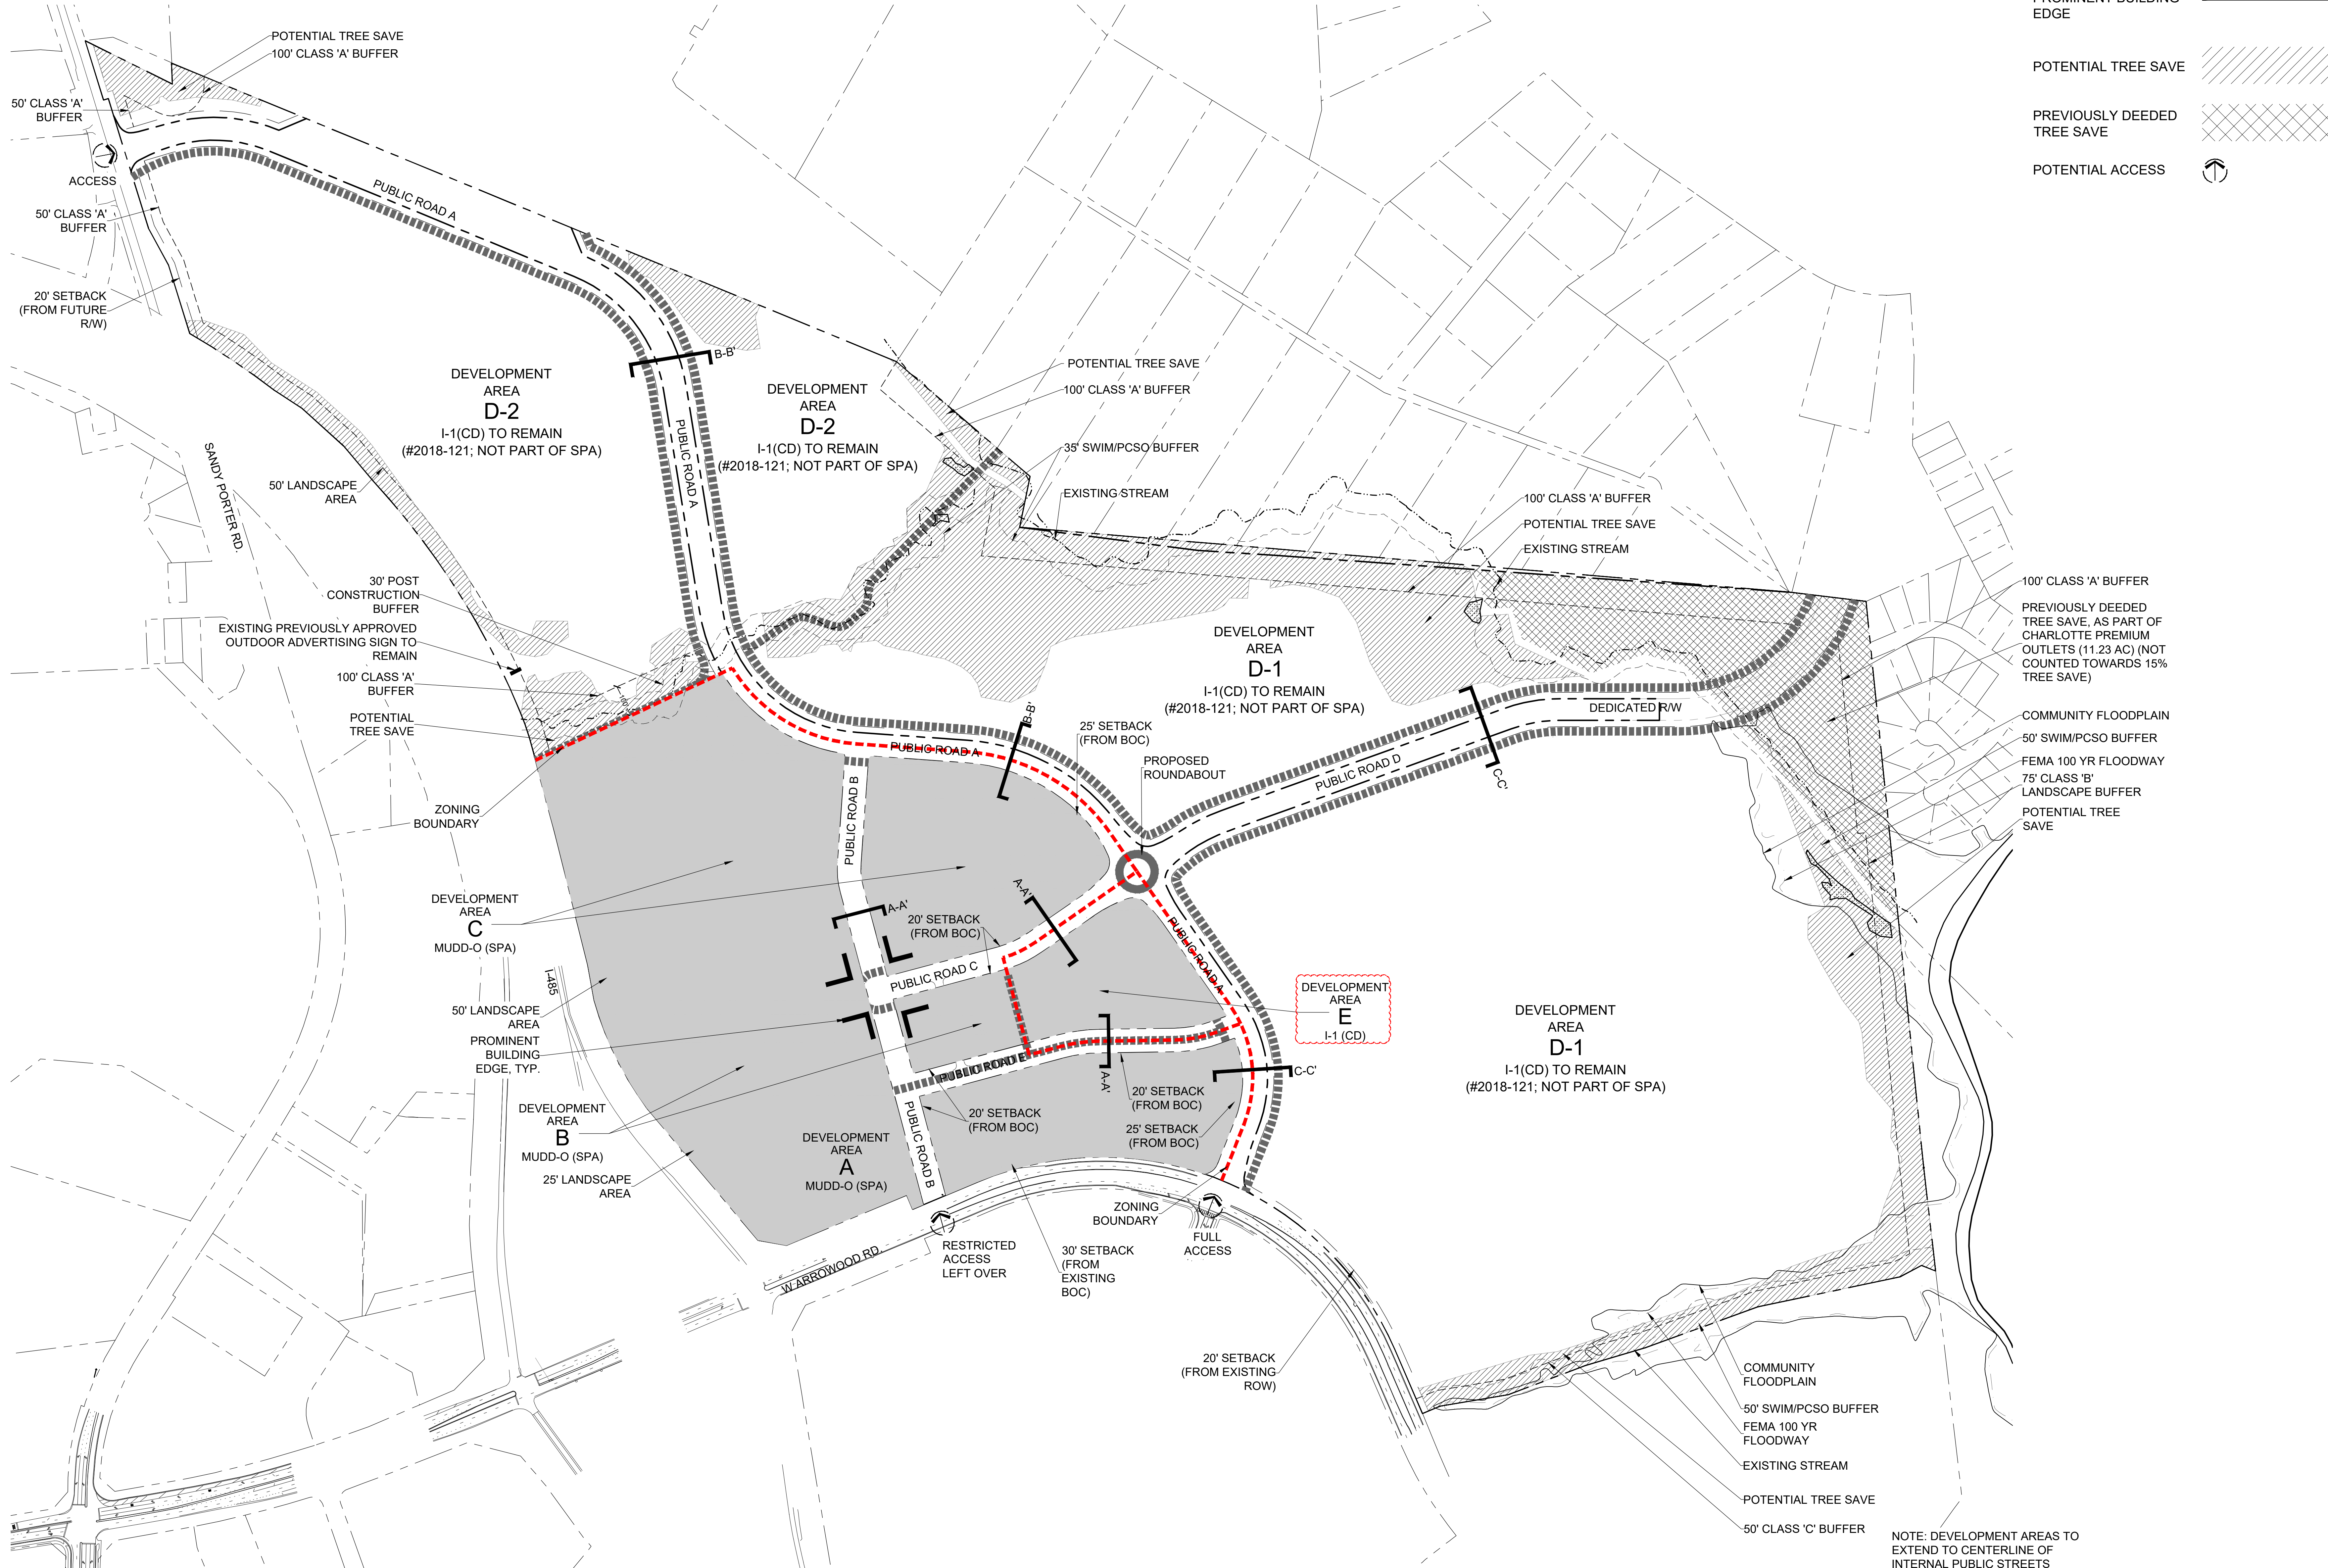 PROMINENT BUILDING
EDGE
POTENTIAL TREE SAVE
PREVIOUSLY DEEDED
TREE SAVE
POTENTIAL ACCESS
POTENTIAL TREE SAVE
100' CLASS 'A' BUFFER
50' CLASS 'A'
BUFFER
ACCESS
50' CLASS 'A'
BUFFER
20' SETBACK
(FROM FUTURE
R/W)
PUBLIC ROAD A
B-B'
DEVELOPMENT
AREA
D-2
I-1(CD) TO REMAIN
(#2018-121; NOT PART OF SPA)
DEVELOPMENT
AREA
D-2
I-1(CD) TO REMAIN
(#2018-121; NOT PART OF SPA)
PUBLIC ROAD A
POTENTIAL TREE SAVE
100' CLASS 'A' BUFFER
35' SWIM/PCSO BUFFER
EXISTING STREAM
SANDY PORTER RD.
50' LANDSCAPE
AREA
100' CLASS 'A' BUFFER
POTENTIAL TREE SAVE
EXISTING STREAM
30' POST
CONSTRUCTION
BUFFER
EXISTING PREVIOUSLY APPROVED
OUTDOOR ADVERTISING SIGN TO
REMAIN
100' CLASS 'A'
BUFFER
POTENTIAL
TREE SAVE
ZONING
BOUNDARY
DEVELOPMENT
AREA
D-1
I-1(CD) TO REMAIN
(#2018-121; NOT PART OF SPA)
100' CLASS 'A' BUFFER
PREVIOUSLY DEEDED
TREE SAVE, AS PART OF
CHARLOTTE PREMIUM
OUTLETS (11.23 AC) (NOT
COUNTED TOWARDS 15%
TREE SAVE)
COMMUNITY FLOODPLAIN
50' SWIM/PCSO BUFFER
FEMA 100 YR FLOODWAY
75' CLASS 'B'
LANDSCAPE BUFFER
POTENTIAL TREE
SAVE
DEDICATED R/W
PUBLIC ROAD D
C-C'
B-B'
25' SETBACK
(FROM BOC)
PROPOSED
ROUNDABOUT
PUBLIC ROAD A
PUBLIC ROAD B
DEVELOPMENT
AREA
C
MUDD-O (SPA)
A-A'
A-A'
20' SETBACK
(FROM BOC)
PUBLIC ROAD C
PUBLIC ROAD A
I-485
50' LANDSCAPE
AREA
PROMINENT
BUILDING
EDGE, TYP.
DEVELOPMENT
AREA
E
I-1 (CD)
DEVELOPMENT
AREA
D-1
I-1(CD) TO REMAIN
(#2018-121; NOT PART OF SPA)
PUBLIC ROAD E
A-A'
C-C'
20' SETBACK
(FROM BOC)
20' SETBACK
(FROM BOC)
25' SETBACK
(FROM BOC)
DEVELOPMENT
AREA
B
MUDD-O (SPA)
25' LANDSCAPE
AREA
DEVELOPMENT
AREA
A
MUDD-O (SPA)
PUBLIC ROAD B
ZONING
BOUNDARY
W ARROWOOD RD.
RESTRICTED
ACCESS
LEFT OVER
30' SETBACK
(FROM
EXISTING
BOC)
FULL
ACCESS
20' SETBACK
(FROM EXISTING
ROW)
COMMUNITY
FLOODPLAIN
50' SWIM/PCSO BUFFER
FEMA 100 YR
FLOODWAY
EXISTING STREAM
POTENTIAL TREE SAVE
50' CLASS 'C' BUFFER
NOTE: DEVELOPMENT AREAS TO
EXTEND TO CENTERLINE OF
INTERNAL PUBLIC STREETS